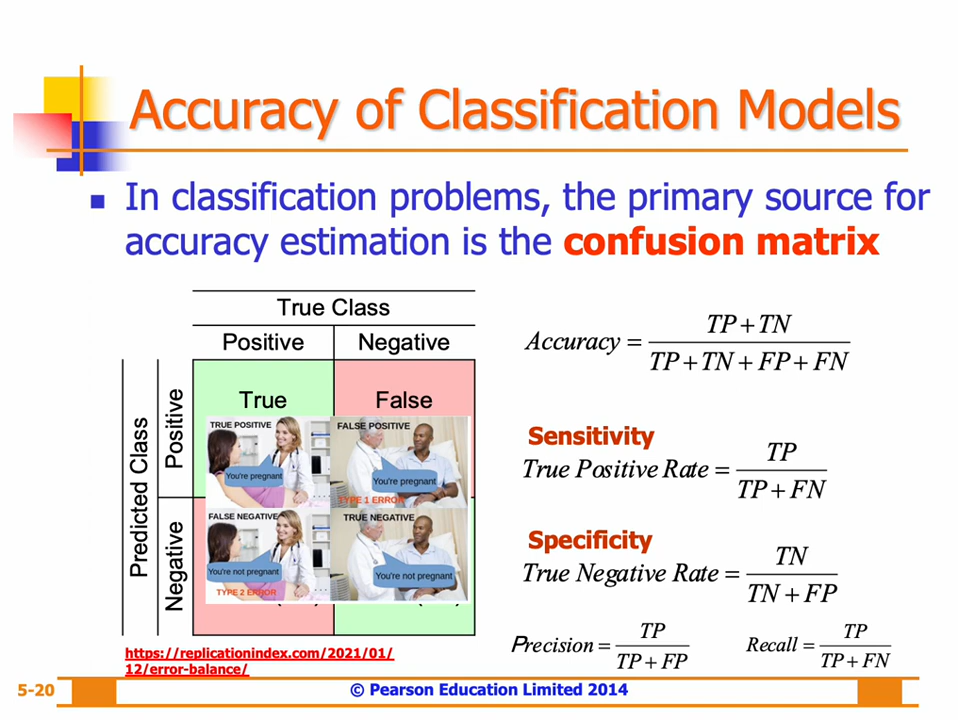 Accuracy of Classification Models
In classification problems, the primary source for
accuracy estimation is the confusion matrix
True Class
Positive Negative
Predicted Class
Positive
Negative
True False
TRUE POSITIVE
You're pregnant
FALSE POSITIVE
You're pregnant
TYPE 1 ERROR
FALSE NEGATIVE
You're not pregnant
TYPE 2 ERROR
TRUE NEGATIVE
You're not pregnant
https://replicationindex.com/2021/01/
12/error-balance/
Accuracy = (TP + TN) / (TP + TN + FP + FN)
Sensitivity
True Positive Rate = TP / (TP + FN)
Specificity
True Negative Rate = TN / (TN + FP)
Precision = TP / (TP + FP)
Recall = TP / (TP + FN)
5-20
© Pearson Education Limited 2014